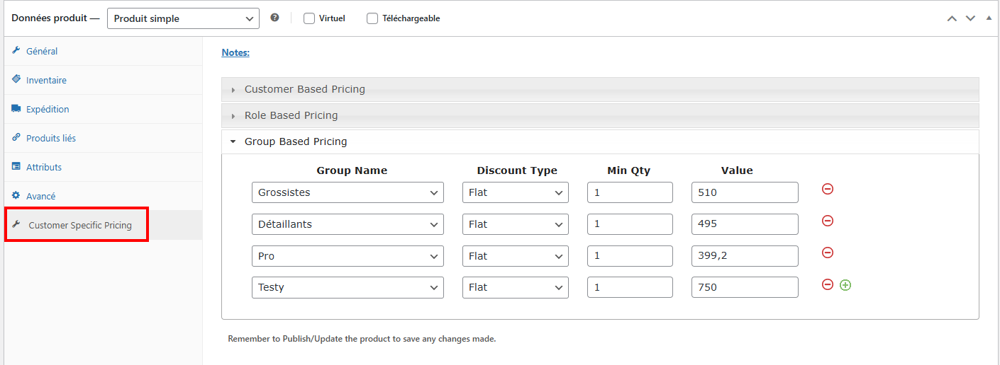 Données produit — Produit simple ? Virtuel Téléchargeable
Général
Inventaire
Expédition
Produits liés
Attributs
Avancé
Customer Specific Pricing
Notes:
Customer Based Pricing
Role Based Pricing
Group Based Pricing
Group Name Discount Type Min Qty Value
Grossistes Flat 1 510
Détaillants Flat 1 495
Pro Flat 1 399,2
Testy Flat 1 750
Remember to Publish/Update the product to save any changes made.